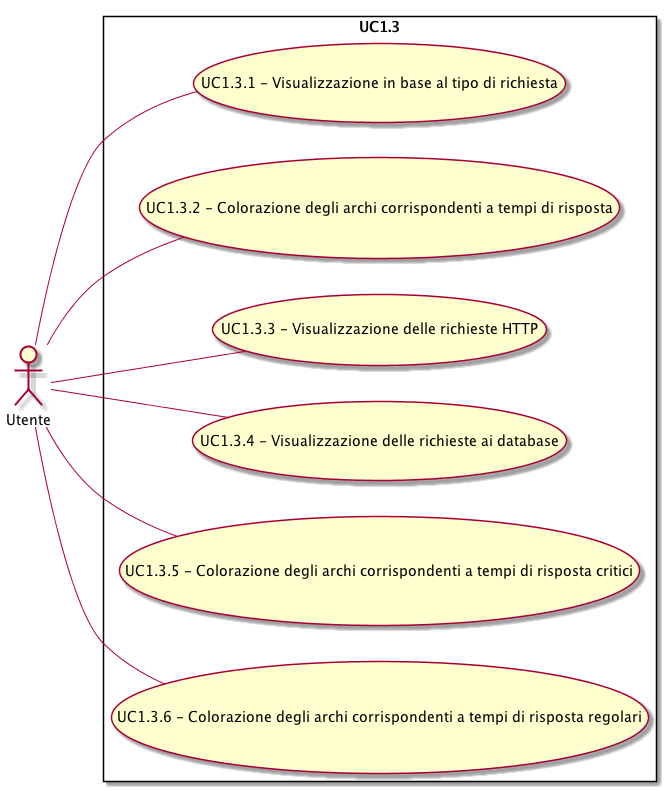 UC1.3
UC1.3.1 - Visualizzazione in base al tipo di richiesta
UC1.3.2 - Colorazione degli archi corrispondenti a tempi di risposta
UC1.3.3 - Visualizzazione delle richieste HTTP
Utente
UC1.3.4 - Visualizzazione delle richieste ai database
UC1.3.5 - Colorazione degli archi corrispondenti a tempi di risposta critici
UC1.3.6 - Colorazione degli archi corrispondenti a tempi di risposta regolari